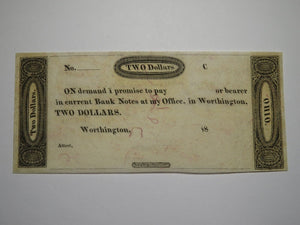 No.
TWO Dollars.
C
ON demand i promise to pay or bearer
in current Bank Notes at my Office, in Worthington,
TWO DOLLARS.
Worthington, 18
Attest,
Two Dollars.
OHIO.